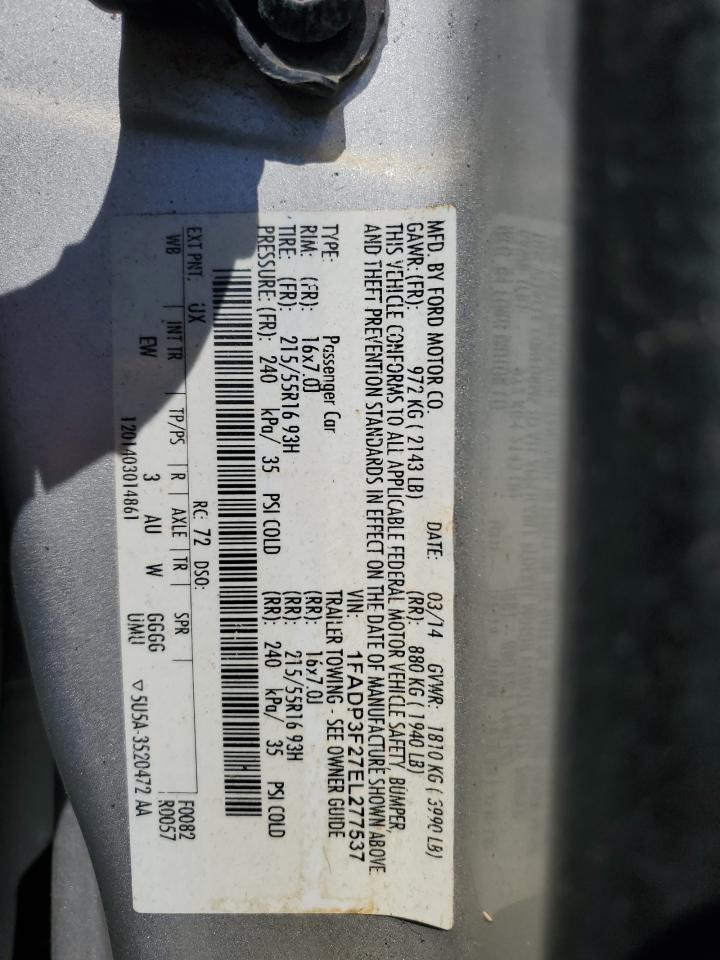 MFD. BY FORD MOTOR CO. DATE: 03/14 GVWR: 1810 KG ( 3990 LB)
GAWR: (FR): 972 KG ( 2143 LB) (RR): 880 KG ( 1940 LB)
THIS VEHICLE CONFORMS TO ALL APPLICABLE FEDERAL MOTOR VEHICLE SAFETY, BUMPER
AND THEFT PREVENTION STANDARDS IN EFFECT ON THE DATE OF MANUFACTURE SHOWN ABOVE
VIN: 1FADP3F27EL277537
TYPE: Passenger Car TRAILER TOWING - SEE OWNER GUIDE
RIM: (FR): 16x7.0J (RR): 16x7.0J
TIRE: (FR): 215/55R16 93H (RR): 215/55R16 93H
PRESSURE: (FR): 240 kPa/ 35 PSI COLD (RR): 240 kPa/ 35 PSI COLD
EXT PNT: UX RC: 72 DSO: F0082
WB INT TR TP/PS R AXLE TR SPR R0057
EW 3 AU W GGGG
UMLI
1201403014861 ▽ 5U5A-3520472 AA